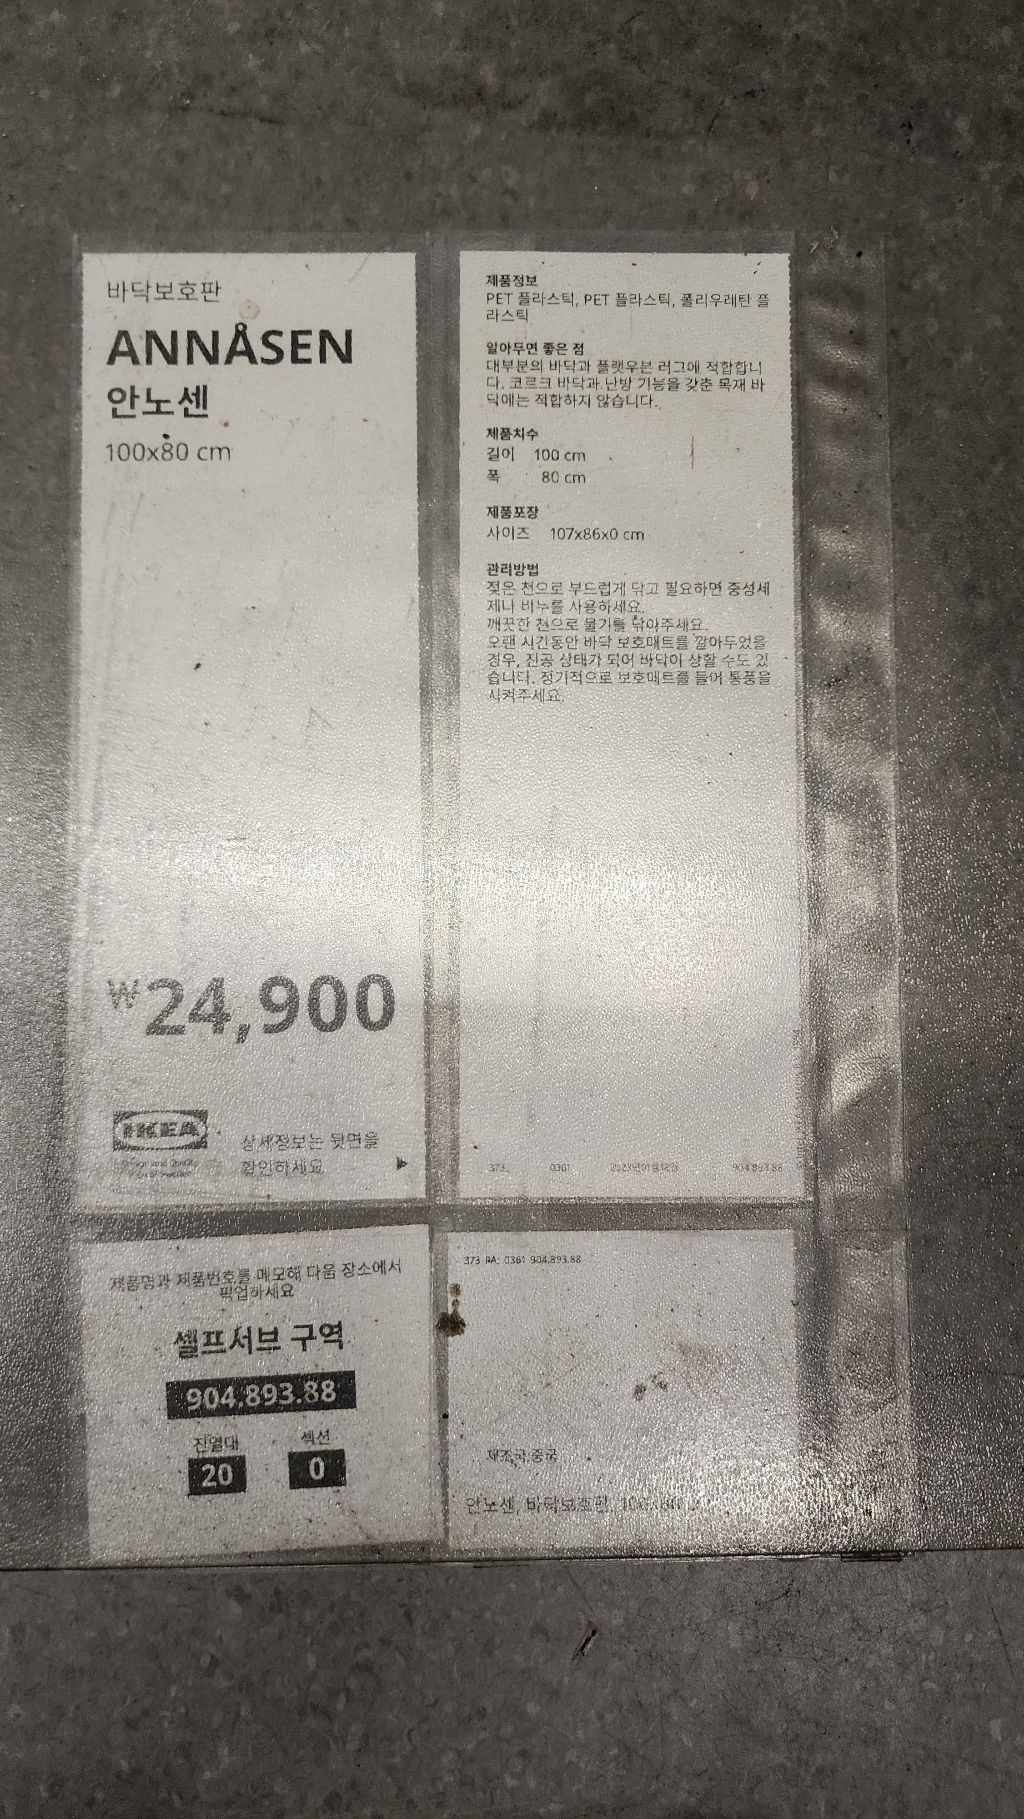 바닥보호판
ANNÅSEN
안노센
100x80 cm
₩24,900
IKEA
상세정보는 뒷면을
확인하세요
제품정보
PET 플라스틱, PET 플라스틱, 폴리우레탄 플
라스틱
알아두면 좋은 점
대부분의 바닥과 플랫우븐 러그에 적합합니
다. 코르크 바닥과 난방 기능을 갖춘 목재 바
닥에는 적합하지 않습니다.
제품치수
길이 100 cm
폭 80 cm
제품포장
사이즈 107x86x0 cm
관리방법
젖은 천으로 부드럽게 닦고 필요하면 중성세
제나 비누를 사용하세요.
깨끗한 천으로 물기를 닦아주세요.
오랜 시간동안 바닥 보호매트를 깔아두었을
경우, 진공 상태가 되어 바닥이 상할 수도 있
습니다. 정기적으로 보호매트를 들어 통풍을
시켜주세요.
373 0361 904.893.88
제품명과 제품번호를 메모해 다음 장소에서
픽업하세요
셀프서브 구역
904.893.88
진열대 섹션
20 0
373 RA: 0361 904.893.88
제조국:중국
안노센, 바닥보호판, 100x80